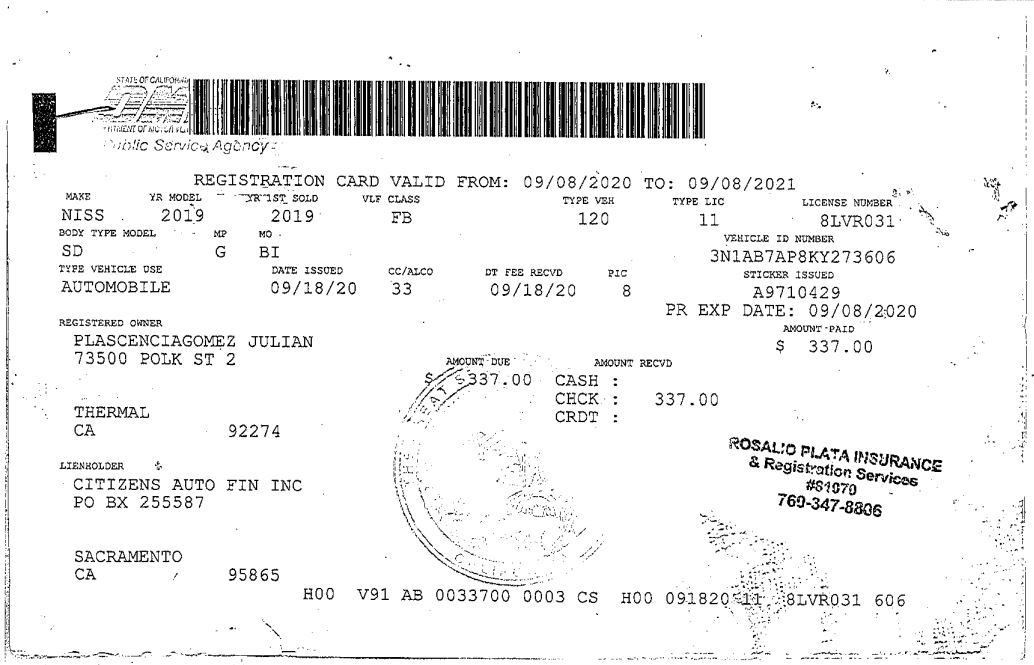 STATE OF CALIFORNIA
DMV
DEPARTMENT OF MOTOR VEHICLES
Public Service Agency
REGISTRATION CARD VALID FROM: 09/08/2020 TO: 09/08/2021
MAKE YR MODEL YR 1ST SOLD VLF CLASS TYPE VEH TYPE LIC LICENSE NUMBER
NISS 2019 2019 FB 120 11 8LVR031
BODY TYPE MODEL MP MO VEHICLE ID NUMBER
SD G BI 3N1AB7AP8KY273606
TYPE VEHICLE USE DATE ISSUED CC/ALCO DT FEE RECVD PIC STICKER ISSUED
AUTOMOBILE 09/18/20 33 09/18/20 8 A9710429
PR EXP DATE: 09/08/2020
REGISTERED OWNER AMOUNT PAID
PLASCENCIAGOMEZ JULIAN $ 337.00
73500 POLK ST 2
AMOUNT DUE AMOUNT RECVD
$ 337.00 CASH :
CHCK : 337.00
CRDT :
THERMAL
CA 92274
ROSALIO PLATA INSURANCE
& Registration Services
#81070
760-347-8806
LIENHOLDER
CITIZENS AUTO FIN INC
PO BX 255587
SACRAMENTO
CA 95865
H00 V91 AB 0033700 0003 CS H00 091820 11 8LVR031 606